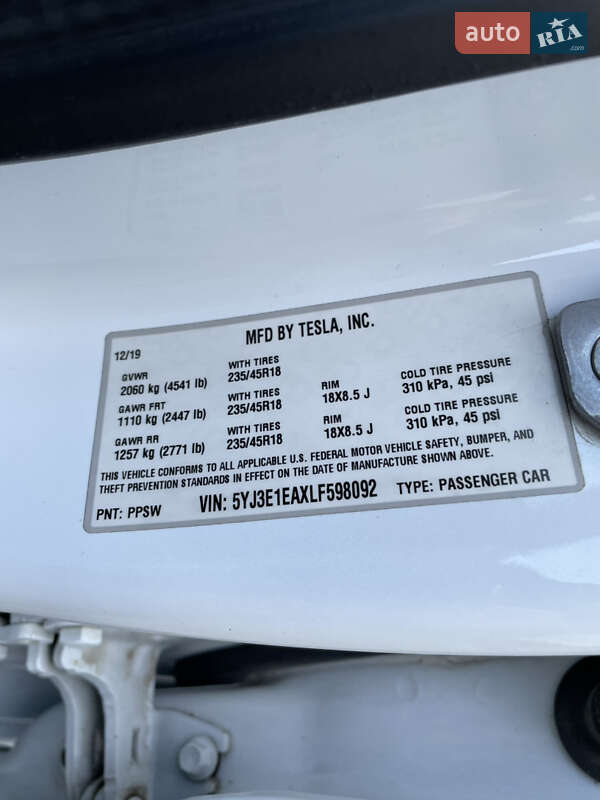 auto RIA .com
MFD BY TESLA, INC.
12/19
GVWR WITH TIRES
2060 kg (4541 lb) 235/45R18
GAWR FRT WITH TIRES RIM COLD TIRE PRESSURE
1110 kg (2447 lb) 235/45R18 18X8.5 J 310 kPa, 45 psi
GAWR RR WITH TIRES RIM COLD TIRE PRESSURE
1257 kg (2771 lb) 235/45R18 18X8.5 J 310 kPa, 45 psi
THIS VEHICLE CONFORMS TO ALL APPLICABLE U.S. FEDERAL MOTOR VEHICLE SAFETY, BUMPER, AND
THEFT PREVENTION STANDARDS IN EFFECT ON THE DATE OF MANUFACTURE SHOWN ABOVE.
PNT: PPSW VIN: 5YJ3E1EAXLF598092 TYPE: PASSENGER CAR